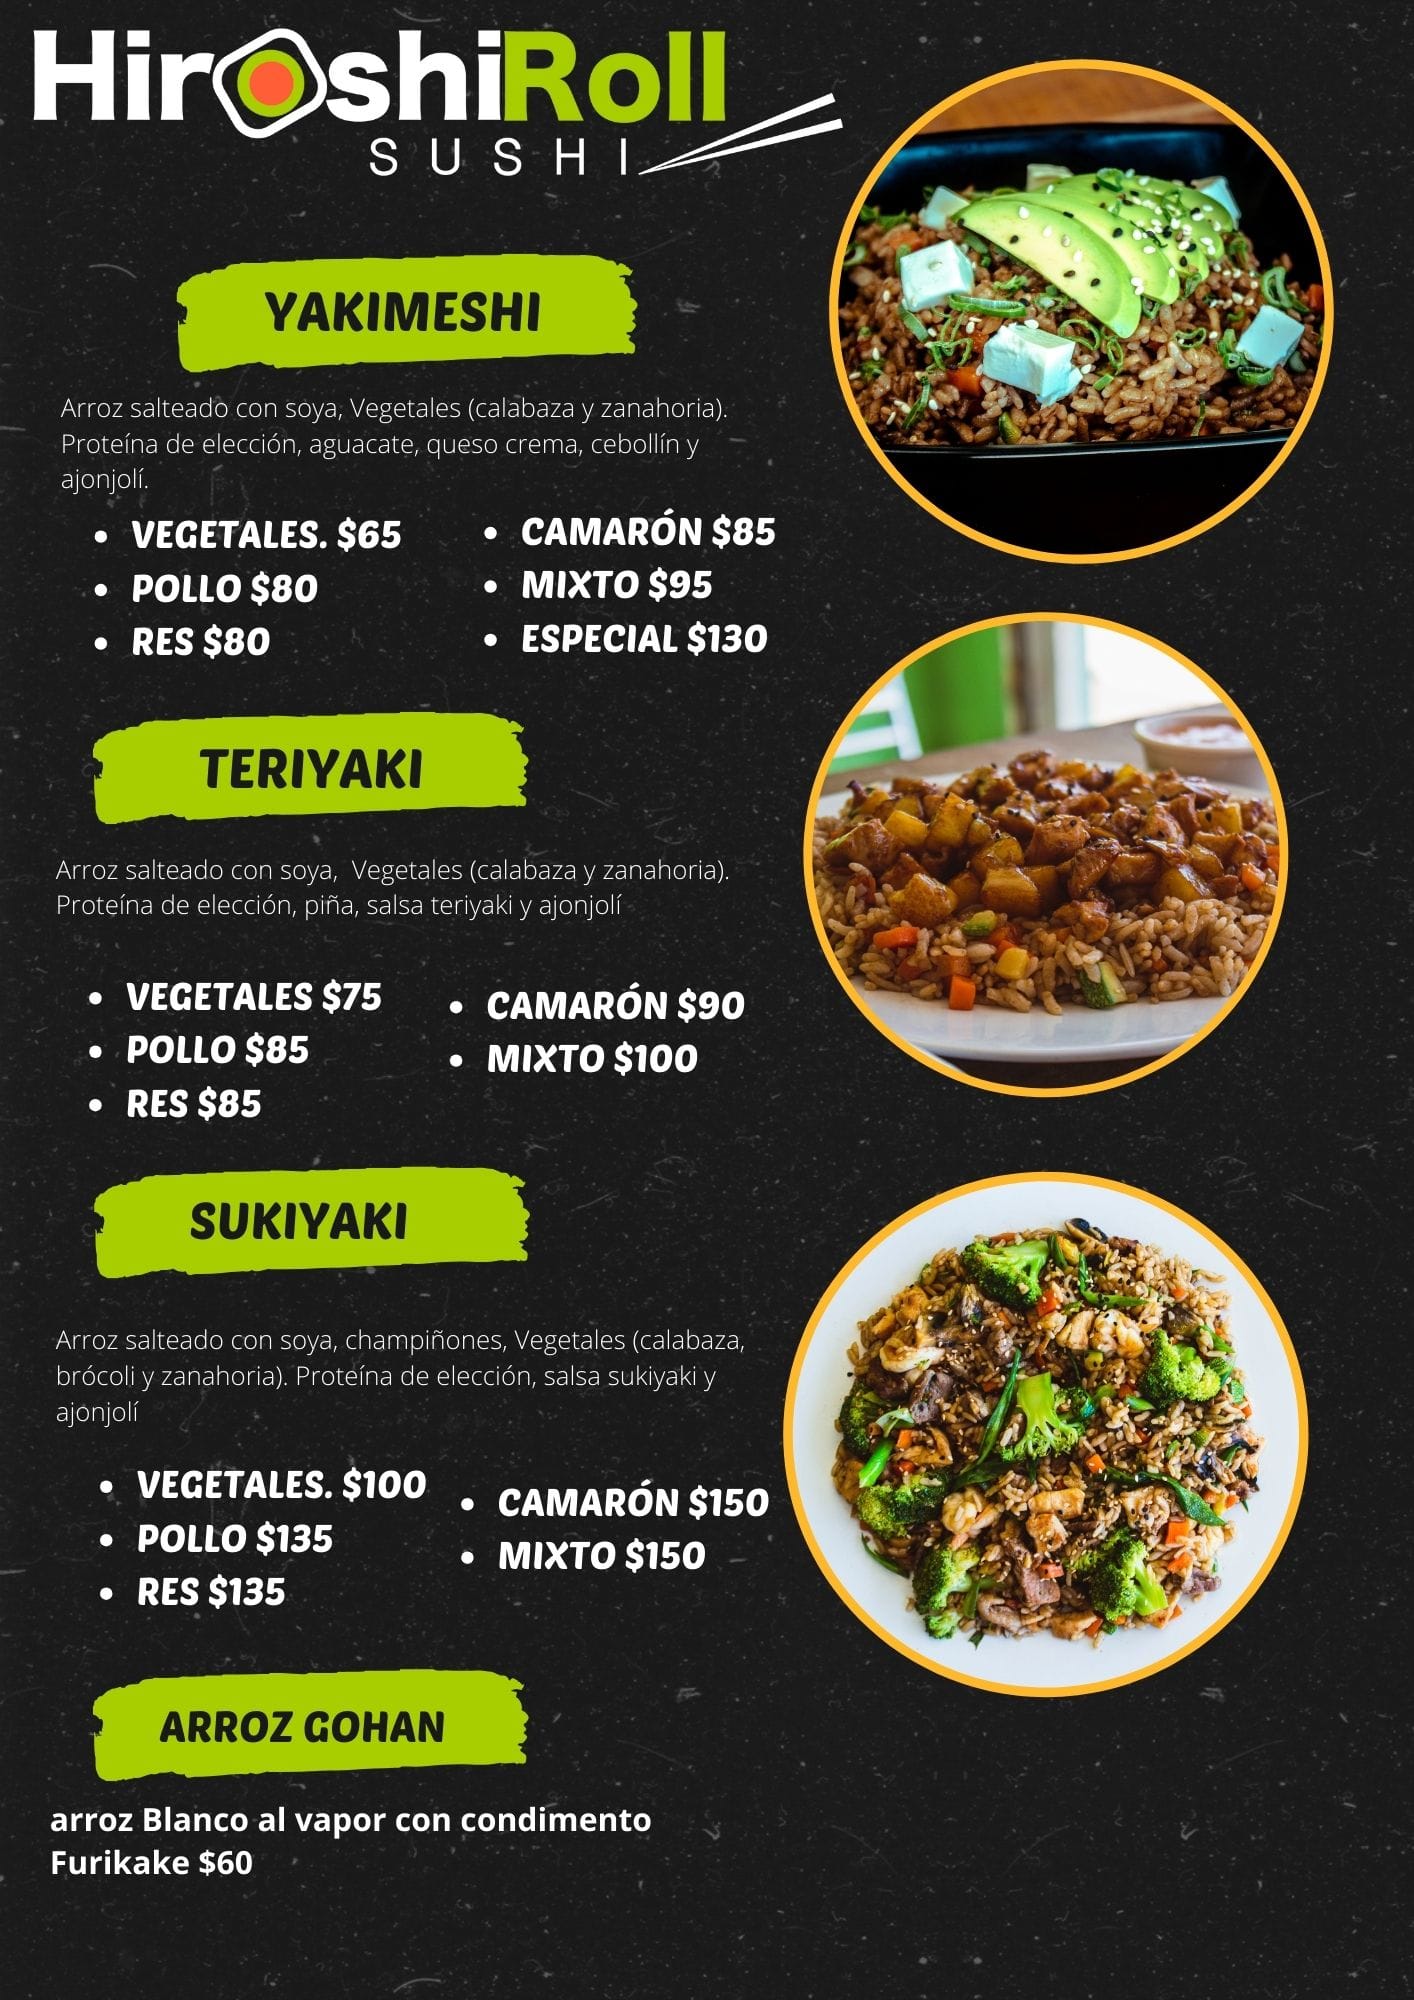 HiroshiRoll
SUSHI
YAKIMESHI
Arroz salteado con soya, Vegetales (calabaza y zanahoria).
Proteína de elección, aguacate, queso crema, cebollín y
ajonjolí.
• VEGETALES. $65
• POLLO $80
• RES $80
• CAMARÓN $85
• MIXTO $95
• ESPECIAL $130
TERIYAKI
Arroz salteado con soya, Vegetales (calabaza y zanahoria).
Proteína de elección, piña, salsa teriyaki y ajonjolí
• VEGETALES $75
• POLLO $85
• RES $85
• CAMARÓN $90
• MIXTO $100
SUKIYAKI
Arroz salteado con soya, champiñones, Vegetales (calabaza,
brócoli y zanahoria). Proteína de elección, salsa sukiyaki y
ajonjolí
• VEGETALES. $100
• POLLO $135
• RES $135
• CAMARÓN $150
• MIXTO $150
ARROZ GOHAN
arroz Blanco al vapor con condimento
Furikake $60